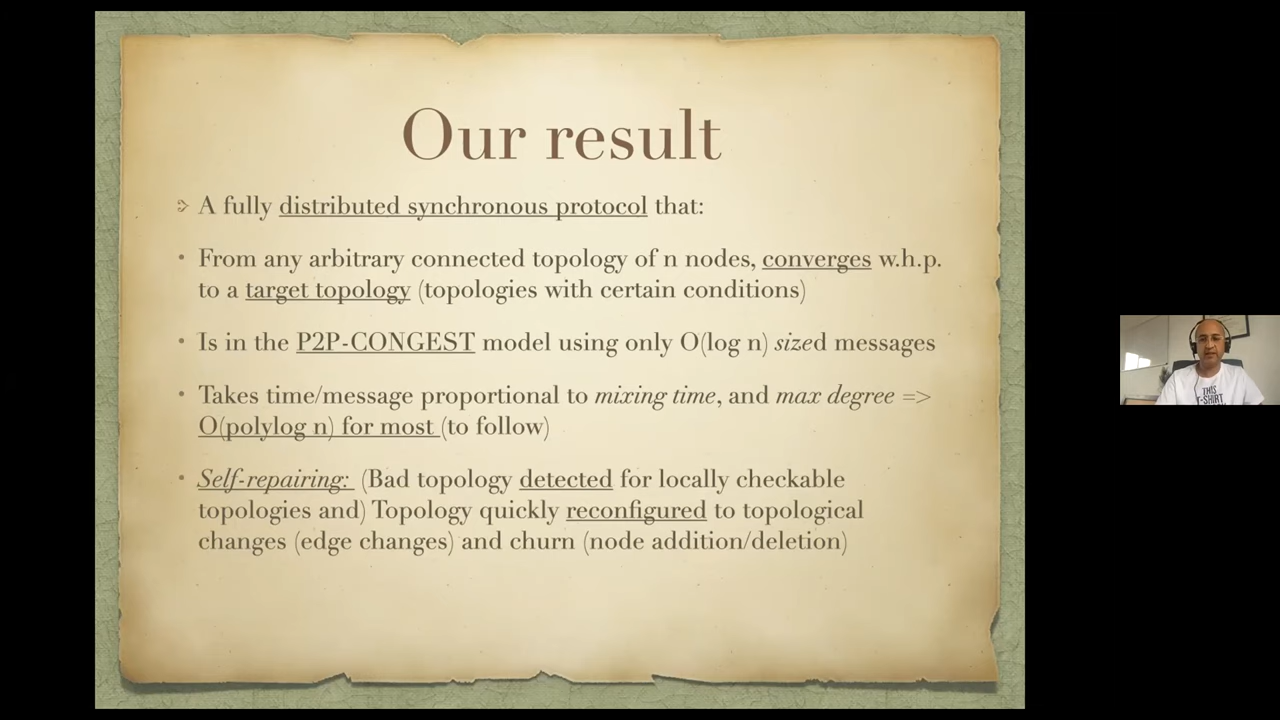 Our result
A fully distributed synchronous protocol that:
• From any arbitrary connected topology of n nodes, converges w.h.p.
to a target topology (topologies with certain conditions)
• Is in the P2P-CONGEST model using only O(log n) sized messages
• Takes time/message proportional to mixing time, and max degree =>
O(polylog n) for most (to follow)
• Self-repairing: (Bad topology detected for locally checkable
topologies and) Topology quickly reconfigured to topological
changes (edge changes) and churn (node addition/deletion)
THIS
T-SHIRT